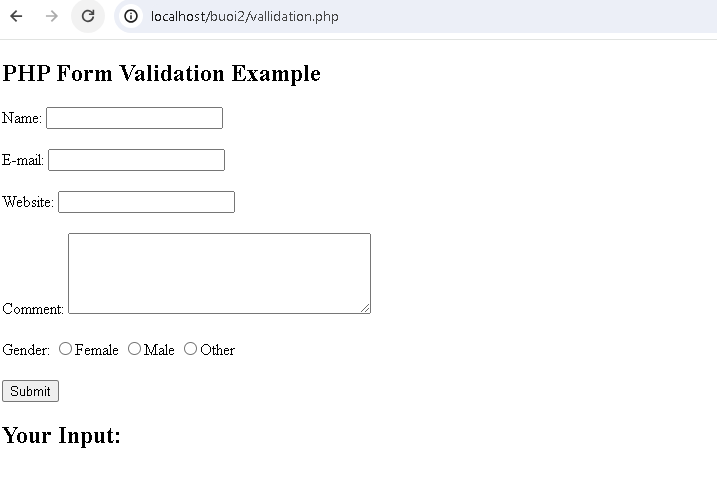 localhost/buoi2/vallidation.php
PHP Form Validation Example
Name:
E-mail:
Website:
Comment:
Gender: Female Male Other
Submit
Your Input: